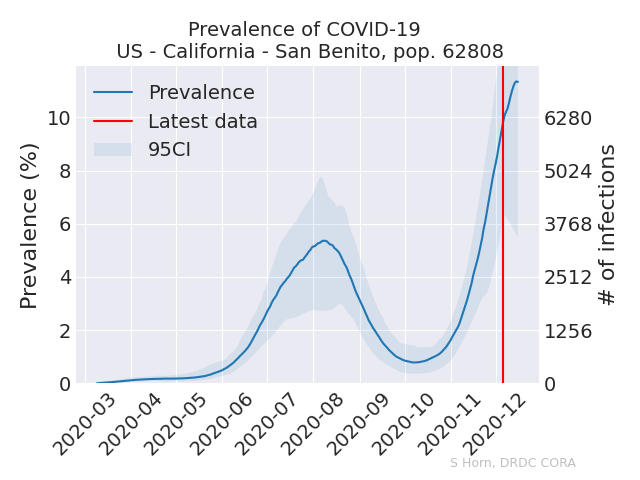 Prevalence of COVID-19
US - California - San Benito, pop. 62808
Prevalence
Latest data
95CI
Prevalence (%)
10
8
6
4
2
0
6280
5024
3768
2512
1256
0
# of infections
2020-03
2020-04
2020-05
2020-06
2020-07
2020-08
2020-09
2020-10
2020-11
2020-12
S Horn, DRDC CORA